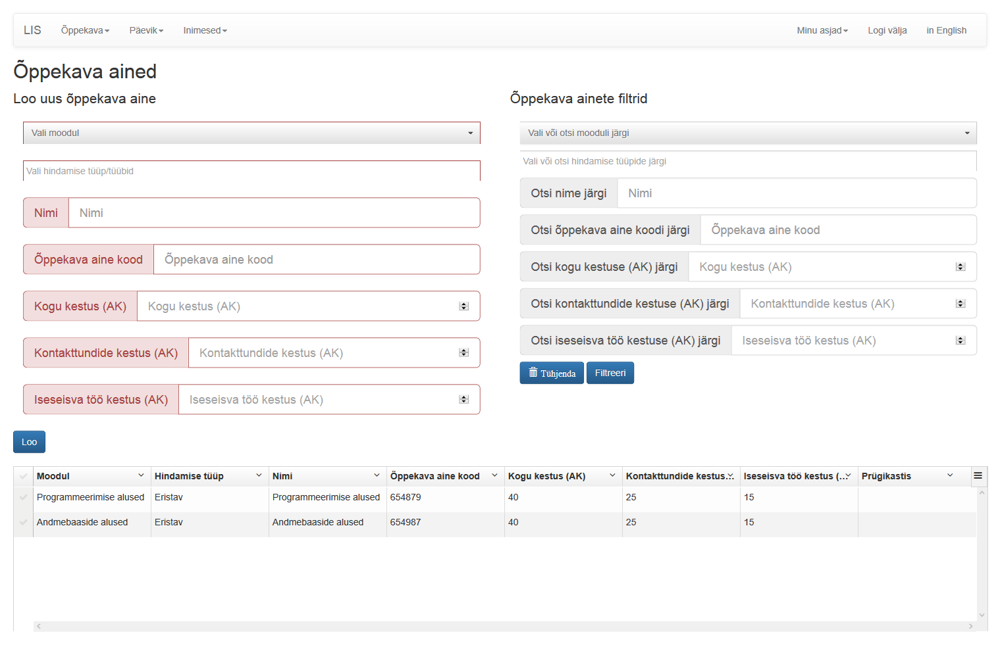 LIS Õppekava Päevik Inimesed Minu asjad Logi välja in English
Õppekava ained
Loo uus õppekava aine
Vali moodul
Vali hindamise tüüp/tüübid
Nimi Nimi
Õppekava aine kood Õppekava aine kood
Kogu kestus (AK) Kogu kestus (AK)
Kontakttundide kestus (AK) Kontakttundide kestus (AK)
Iseseisva töö kestus (AK) Iseseisva töö kestus (AK)
Loo
Õppekava ainete filtrid
Vali või otsi mooduli järgi
Vali või otsi hindamise tüüpide järgi
Otsi nime järgi Nimi
Otsi õppekava aine koodi järgi Õppekava aine kood
Otsi kogu kestuse (AK) järgi Kogu kestus (AK)
Otsi kontakttundide kestuse (AK) järgi Kontakttundide kestus (AK)
Otsi iseseisva töö kestuse (AK) järgi Iseseisva töö kestus (AK)
Tühjenda Filtreeri
Moodul Hindamise tüüp Nimi Õppekava aine kood Kogu kestus (AK) Kontakttundide kestus... Iseseisva töö kestus (... Prügikastis
Programmeerimise alused Eristav Programmeerimise alused 654879 40 25 15
Andmebaaside alused Eristav Andmebaaside alused 654987 40 25 15